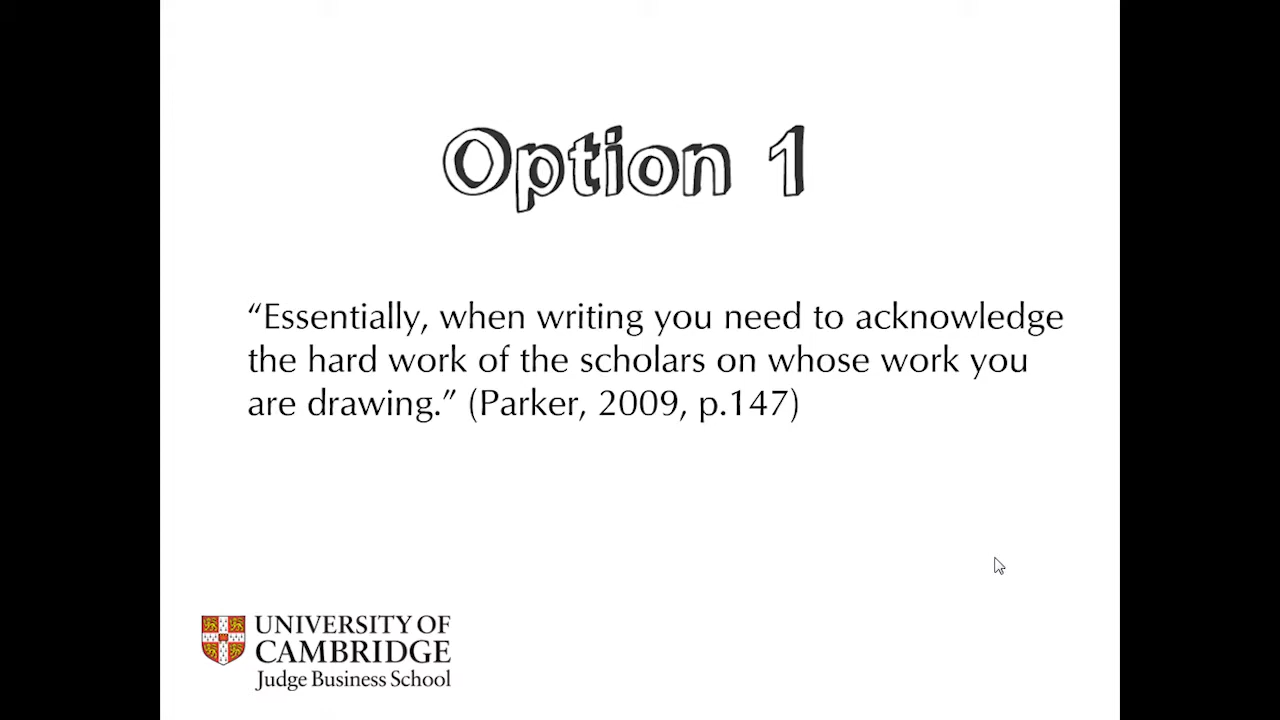 Option 1
“Essentially, when writing you need to acknowledge
the hard work of the scholars on whose work you
are drawing.” (Parker, 2009, p.147)
UNIVERSITY OF
CAMBRIDGE
Judge Business School